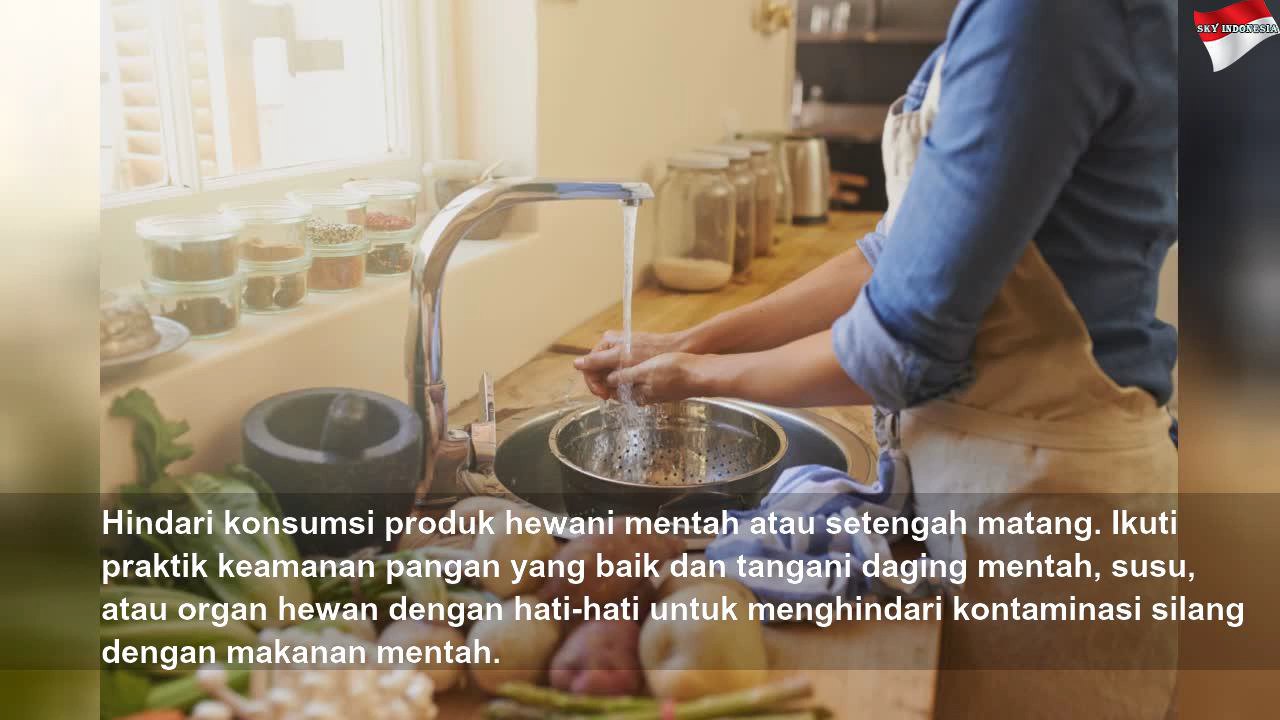 SKY INDONESIA
Hindari konsumsi produk hewani mentah atau setengah matang. Ikuti
praktik keamanan pangan yang baik dan tangani daging mentah, susu,
atau organ hewan dengan hati-hati untuk menghindari kontaminasi silang
dengan makanan mentah.